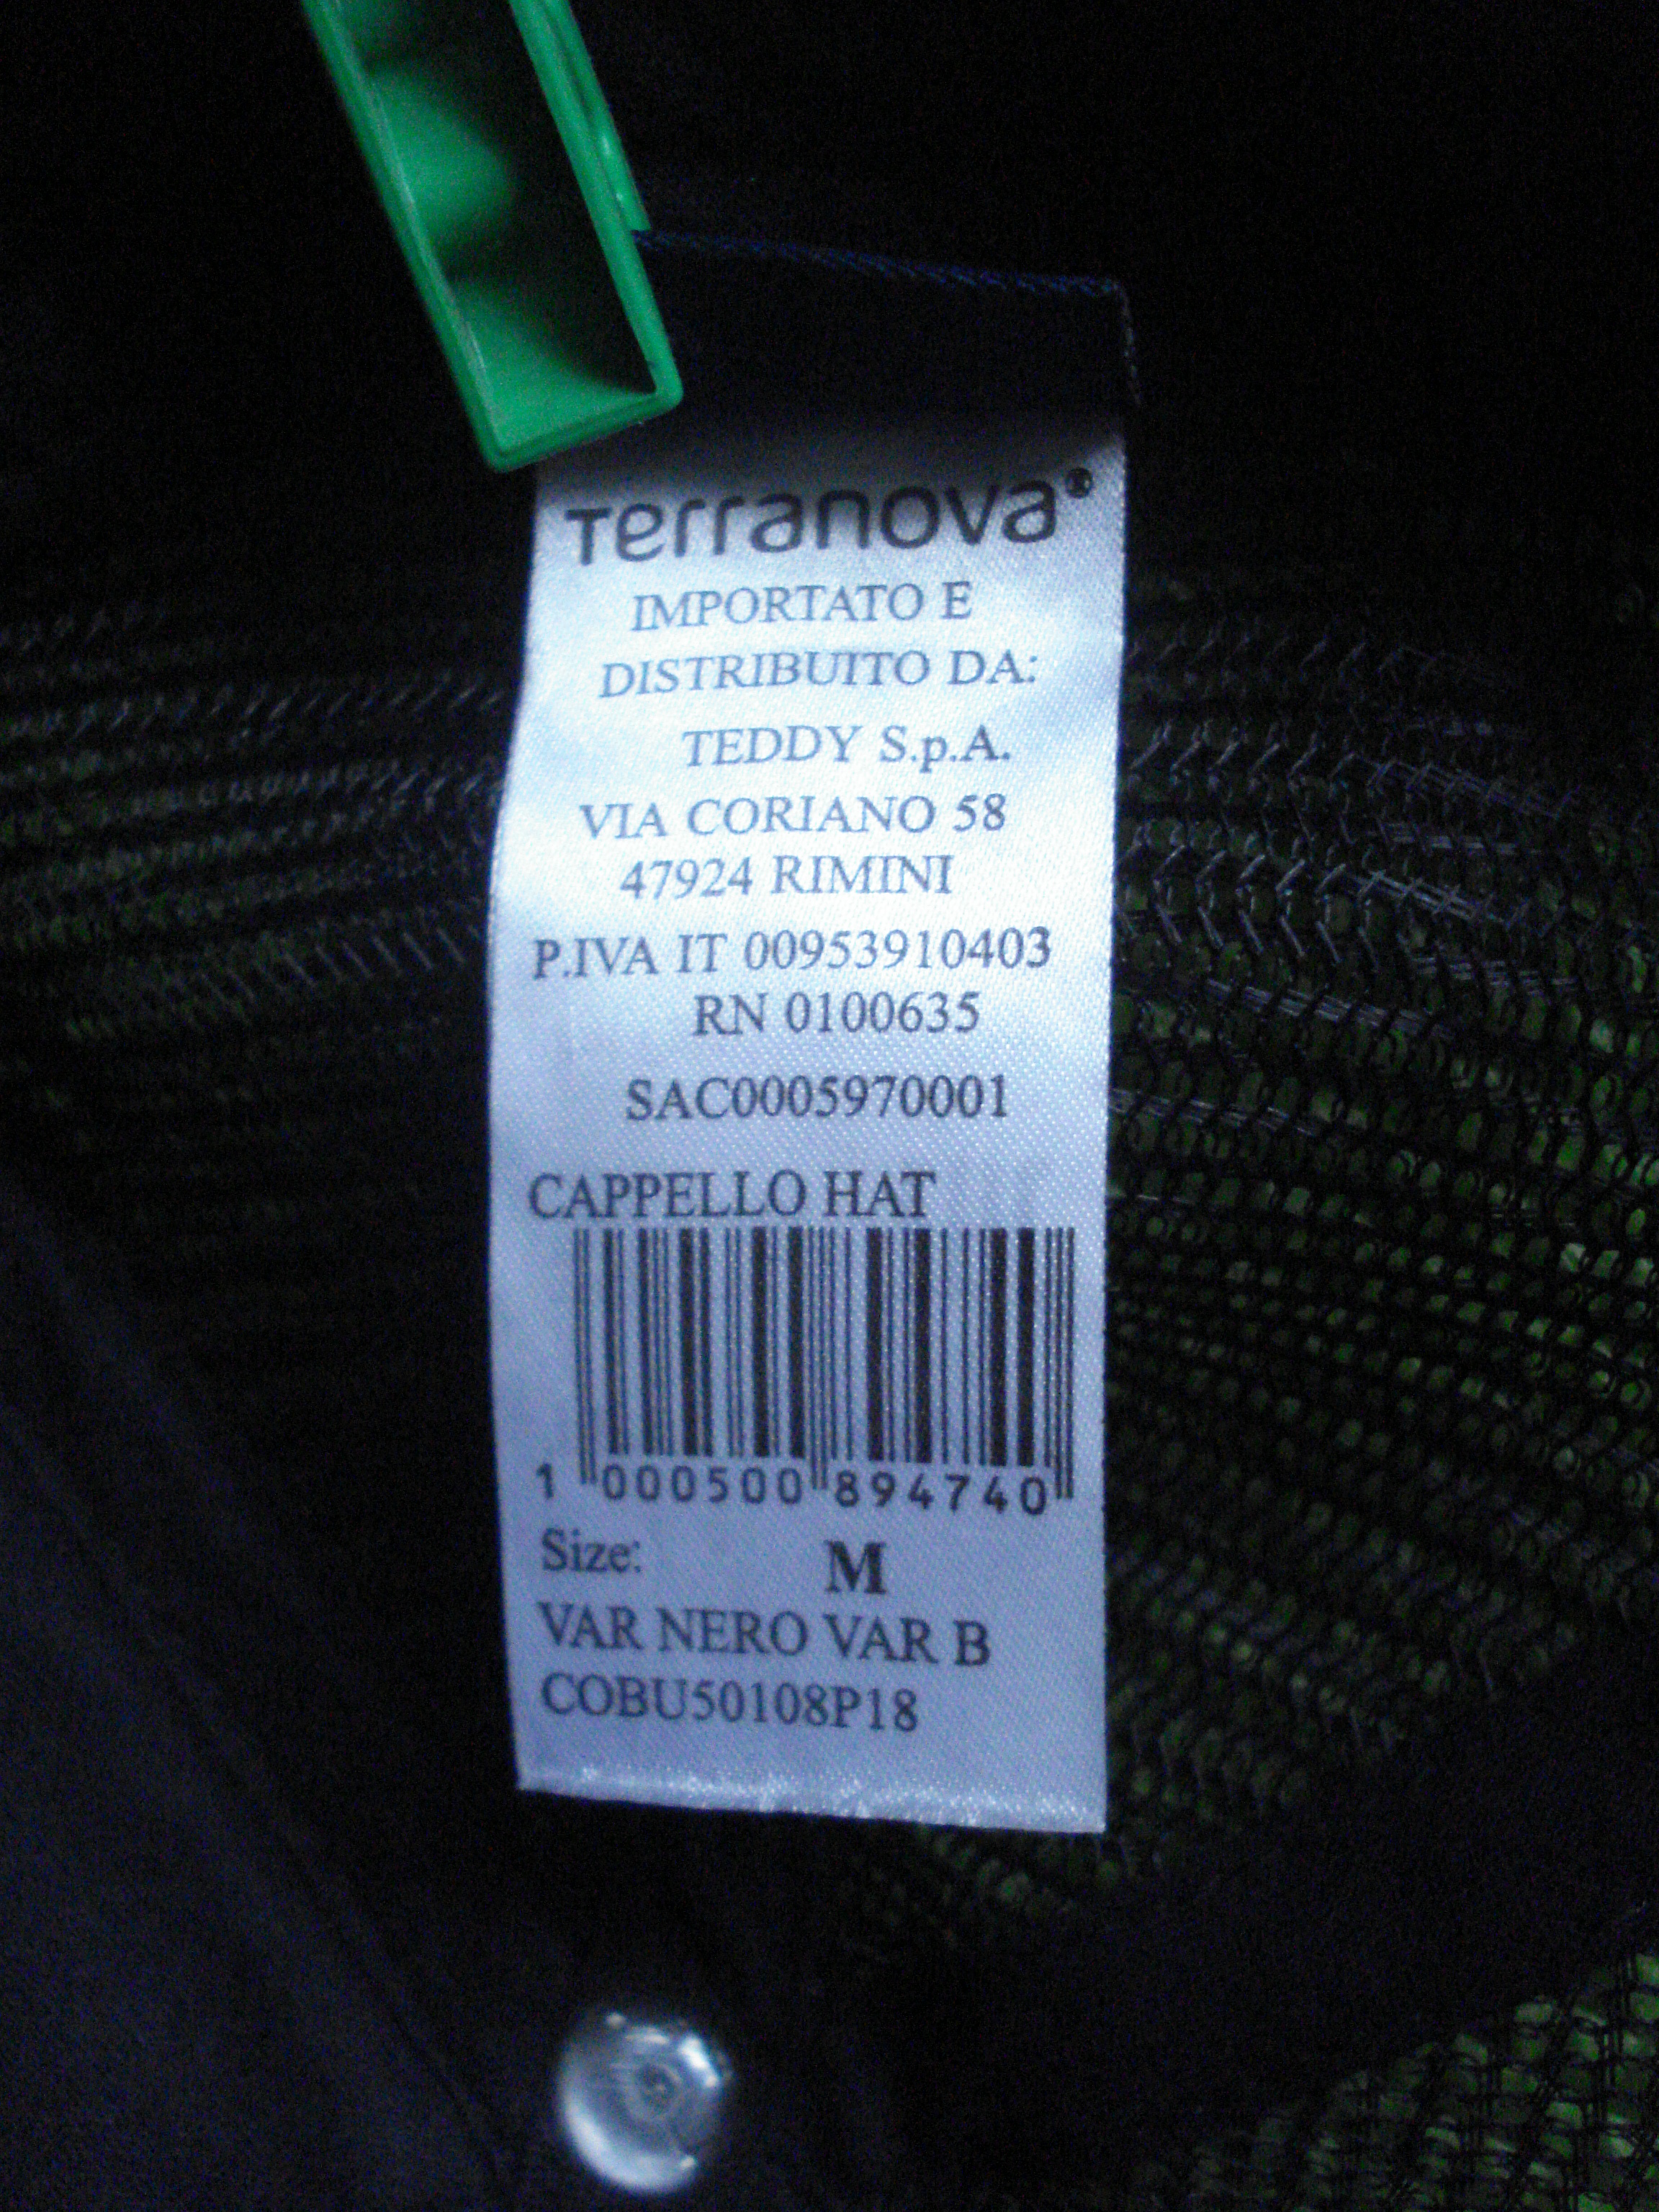 Terranova®
IMPORTATO E
DISTRIBUITO DA:
TEDDY S.p.A.
VIA CORIANO 58
47924 RIMINI
P.IVA IT 00953910403
RN 0100635
SAC0005970001
CAPPELLO HAT
1 000500 894740
Size: M
VAR NERO VAR B
COBU50108P18